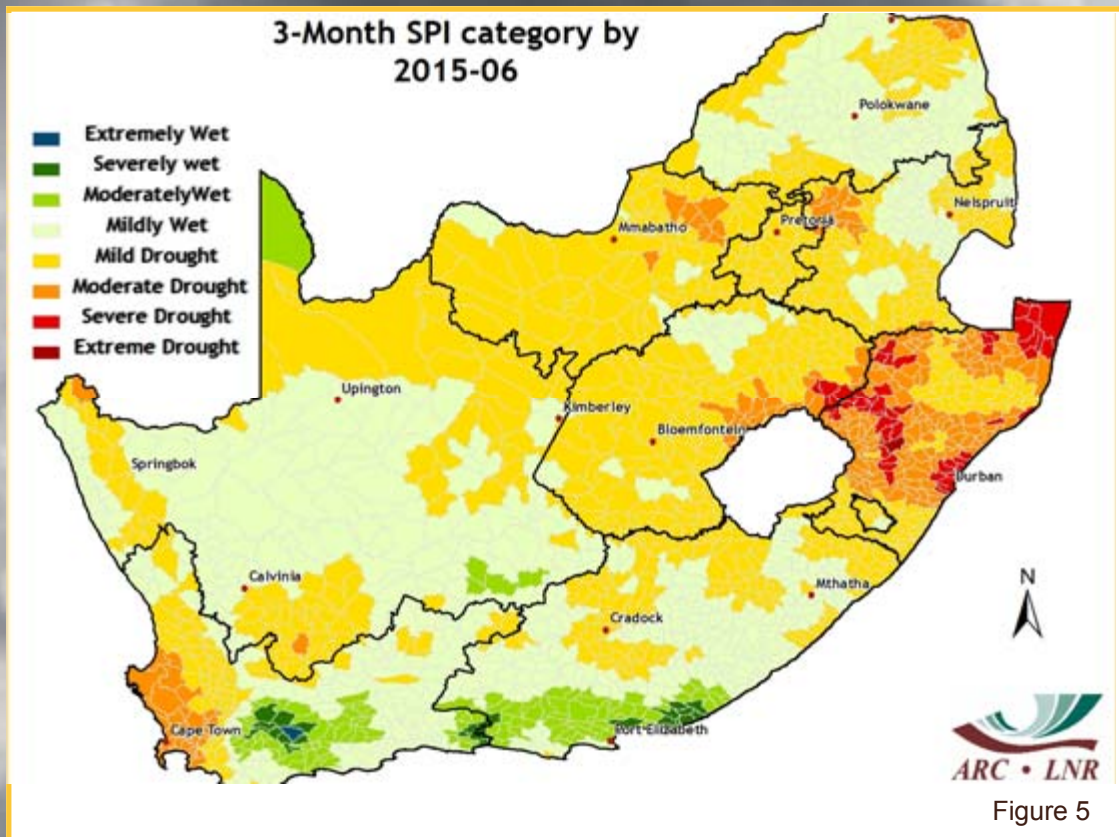 3-Month SPI category by
2015-06
Extremely Wet
Severely wet
ModeratelyWet
Mildly Wet
Mild Drought
Moderate Drought
Severe Drought
Extreme Drought
Polokwane
Nelspruit
Pretoria
Mmabatho
Upington
Kimberley
Bloemfontein
Springbok
Durban
Calvinia
Mthatha
Cradock
Cape Town
Port Elizabeth
N
ARC • LNR
Figure 5